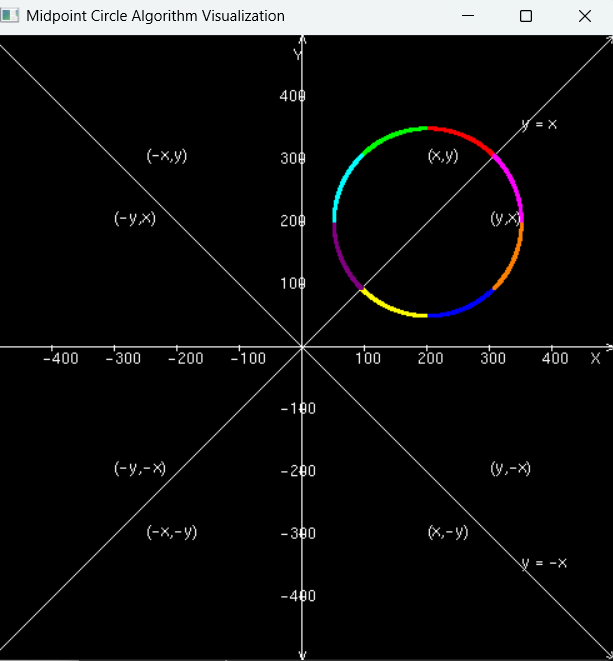 Midpoint Circle Algorithm Visualization
Y
400
y = x
(-x,y)
300
(x,y)
(-y,x)
200
(y,x)
100
-400 -300 -200 -100 100 200 300 400 X
-100
(-y,-x)
-200
(y,-x)
(-x,-y)
-300
(x,-y)
y = -x
-400